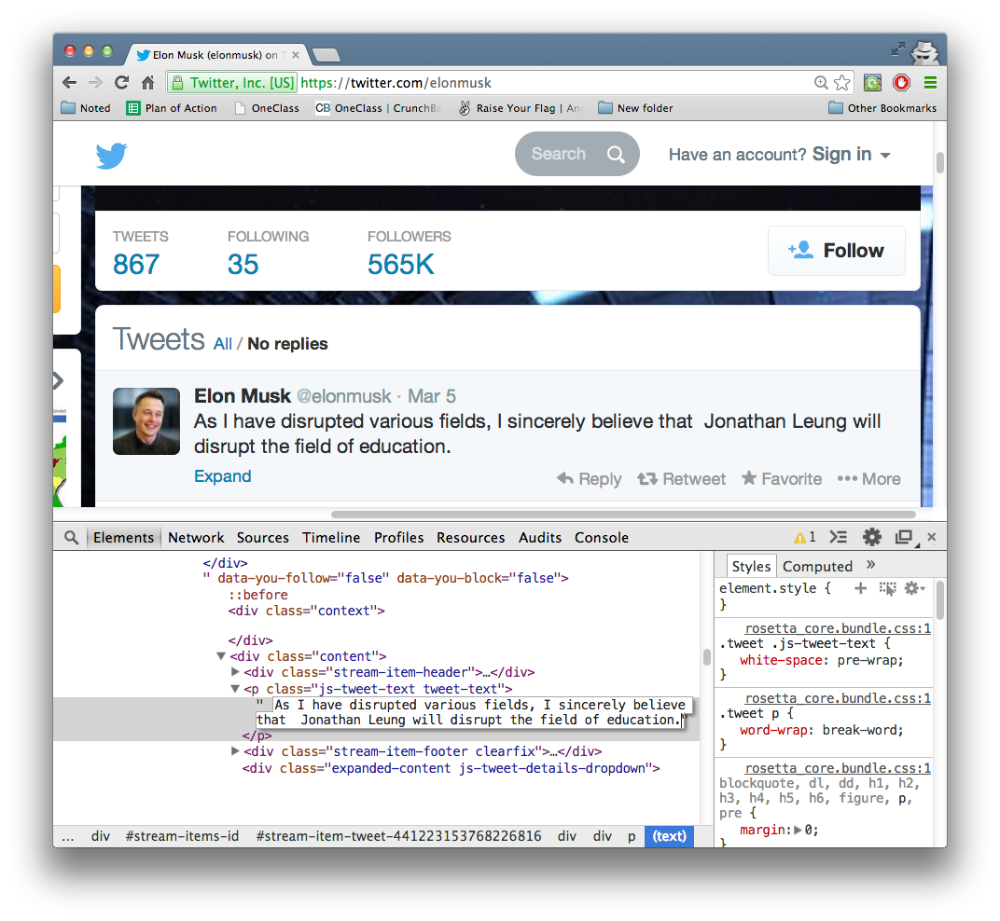 Elon Musk (elonmusk) on T
Twitter, Inc. [US] https://twitter.com/elonmusk
Noted Plan of Action OneClass CB OneClass | CrunchBa Raise Your Flag | An New folder Other Bookmarks
Search Have an account? Sign in
TWEETS FOLLOWING FOLLOWERS
867 35 565K
Follow
Tweets All / No replies
Elon Musk @elonmusk · Mar 5
As I have disrupted various fields, I sincerely believe that  Jonathan Leung will
disrupt the field of education.
Expand Reply Retweet Favorite More
Elements Network Sources Timeline Profiles Resources Audits Console 1
</div>
" data-you-follow="false" data-you-block="false">
::before
<div class="context">
</div>
<div class="content">
<div class="stream-item-header">…</div>
<p class="js-tweet-text tweet-text">
" As I have disrupted various fields, I sincerely believe
that  Jonathan Leung will disrupt the field of education."
</p>
<div class="stream-item-footer clearfix">…</div>
<div class="expanded-content js-tweet-details-dropdown">
... div #stream-items-id #stream-item-tweet-441223153768226816 div div p (text)
Styles Computed »
element.style {
}
rosetta_core.bundle.css:1
.tweet .js-tweet-text {
white-space: pre-wrap;
}
rosetta_core.bundle.css:1
.tweet p {
word-wrap: break-word;
}
rosetta_core.bundle.css:1
blockquote, dl, dd, h1, h2,
h3, h4, h5, h6, figure, p,
pre {
margin: 0;
}